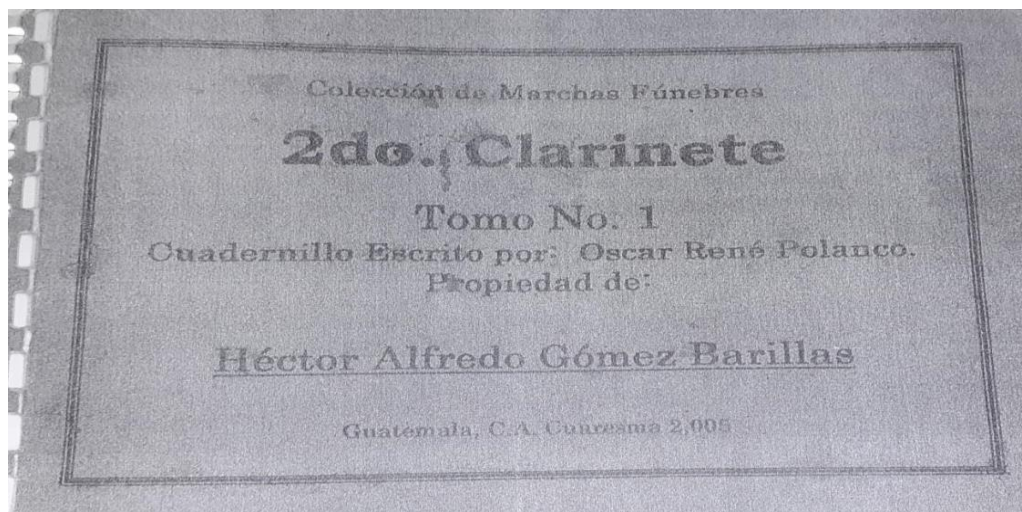 Colección de Marchas Fúnebres
2do. Clarinete
Tomo No. 1
Cuadernillo Escrito por: Oscar René Polanco.
Propiedad de:
Héctor Alfredo Gómez Barillas
Guatemala, C.A. Cuaresma 2,005